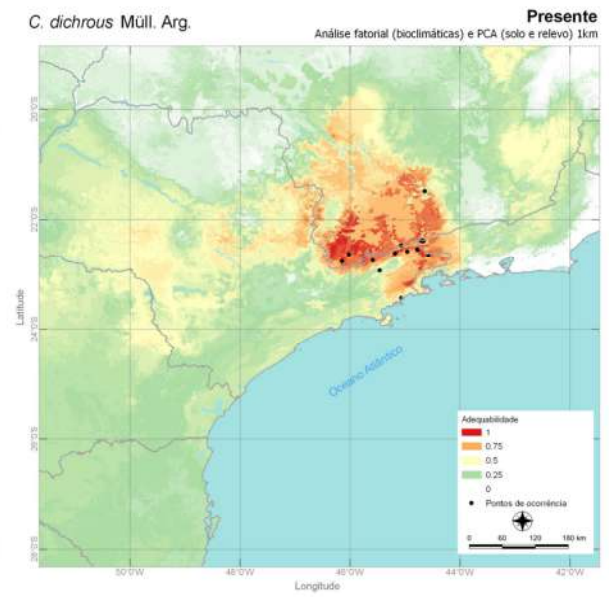 C. dichrous Müll. Arg.
Presente
Análise fatorial (bioclimáticas) e PCA (solo e relevo) 1km
20°0'S
22°0'S
24°0'S
26°0'S
28°0'S
Latitude
Oceano Atlântico
Adequabilidade
1
0.75
0.5
0.25
0
Pontos de ocorrência
0 60 120 180 km
50°0'W 48°0'W 46°0'W 44°0'W 42°0'W
Longitude